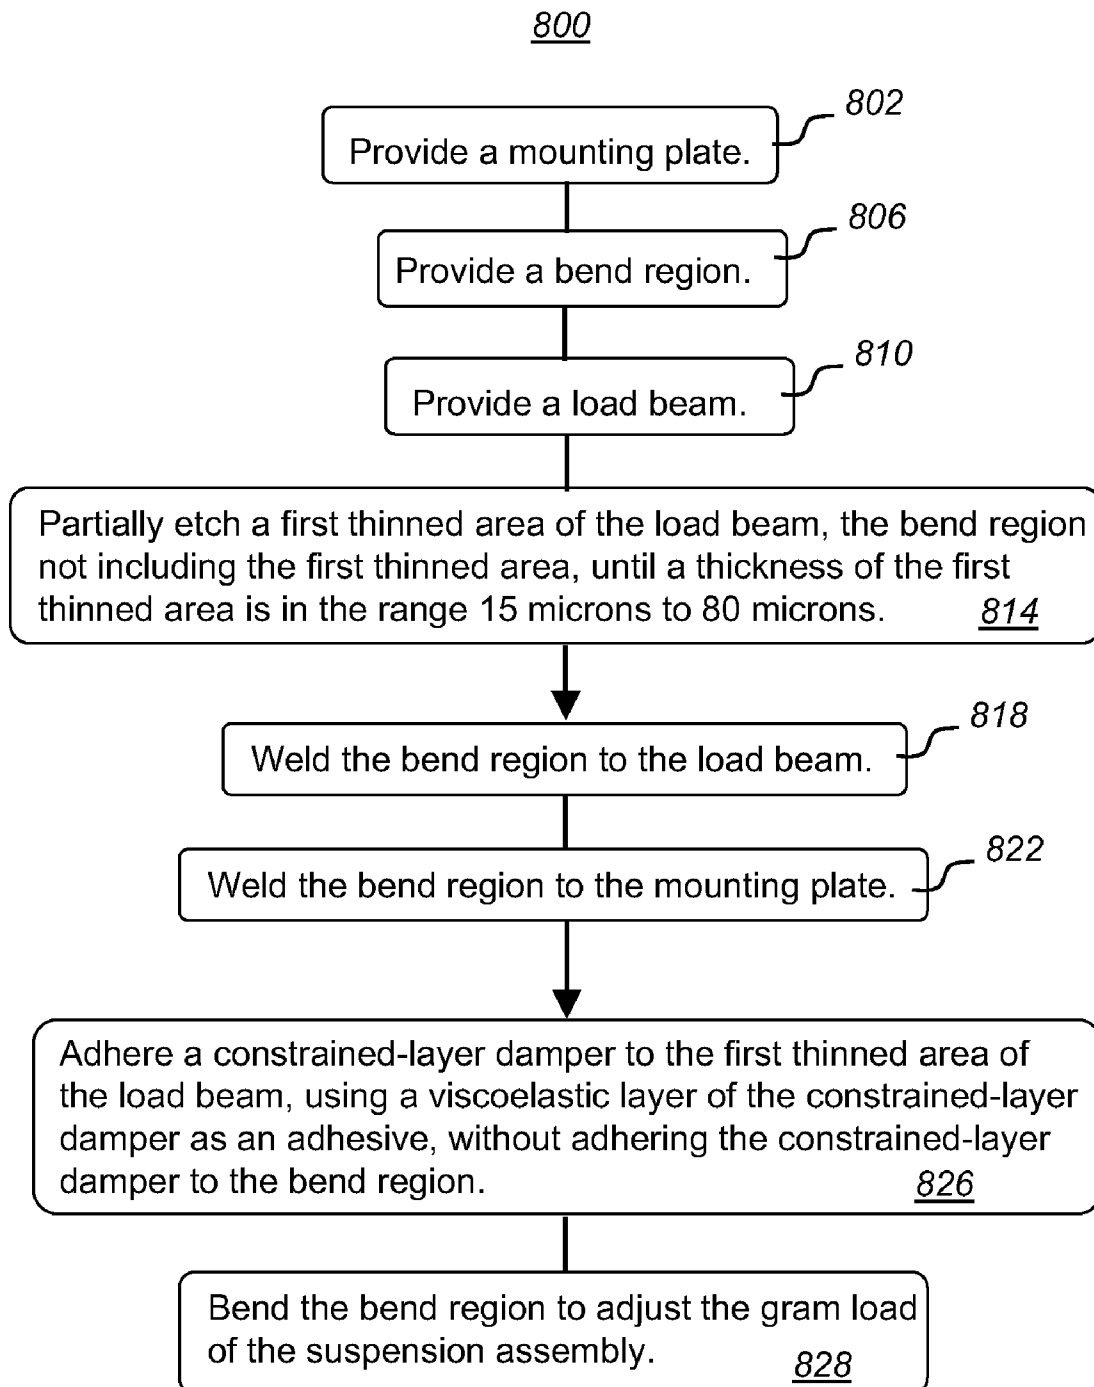 800
802
Provide a mounting plate.
806
Provide a bend region.
810
Provide a load beam.
Partially etch a first thinned area of the load beam, the bend region
not including the first thinned area, until a thickness of the first
thinned area is in the range 15 microns to 80 microns. 814
818
Weld the bend region to the load beam.
822
Weld the bend region to the mounting plate.
Adhere a constrained-layer damper to the first thinned area of
the load beam, using a viscoelastic layer of the constrained-layer
damper as an adhesive, without adhering the constrained-layer
damper to the bend region. 826
Bend the bend region to adjust the gram load
of the suspension assembly. 828